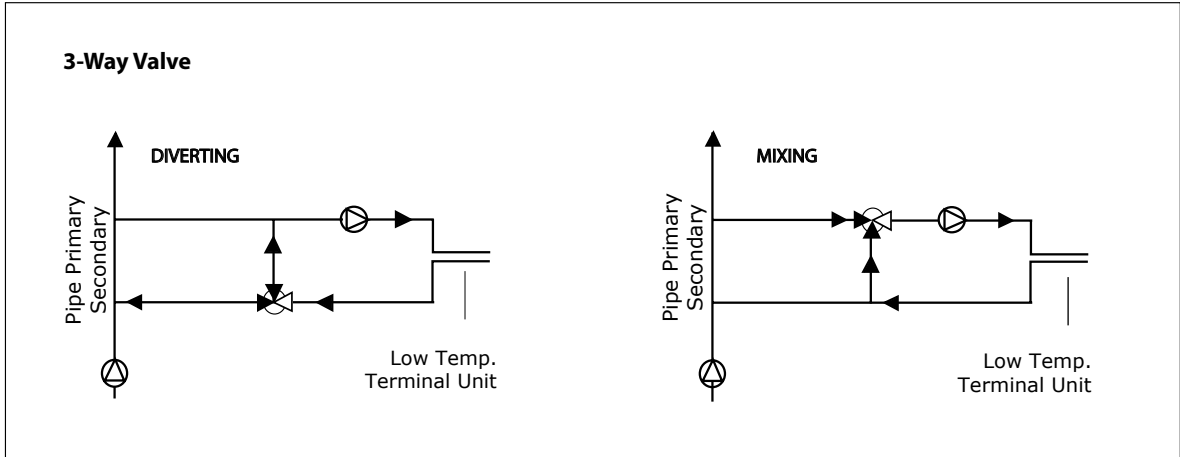 3-Way Valve
DIVERTING
Pipe Primary
Secondary
Low Temp.
Terminal Unit
MIXING
Pipe Primary
Secondary
Low Temp.
Terminal Unit